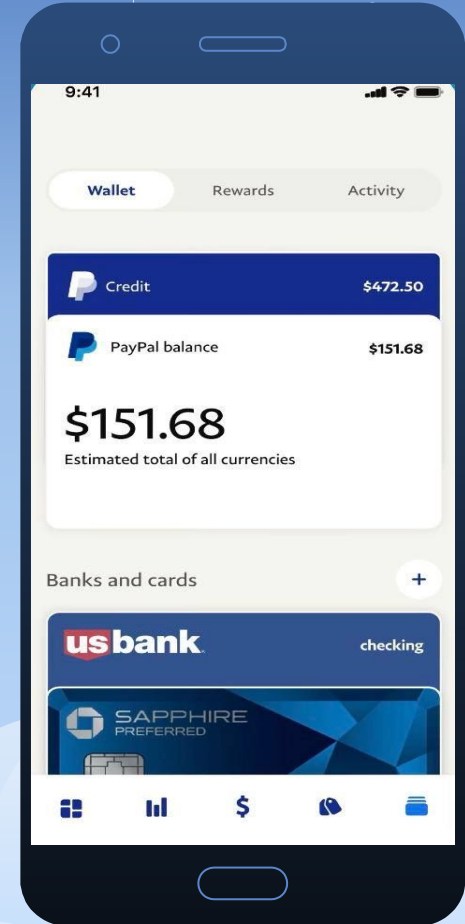 9:41
Wallet Rewards Activity
Credit $472.50
PayPal balance $151.68
$151.68
Estimated total of all currencies
Banks and cards +
usbank checking
SAPPHIRE
PREFERRED
$